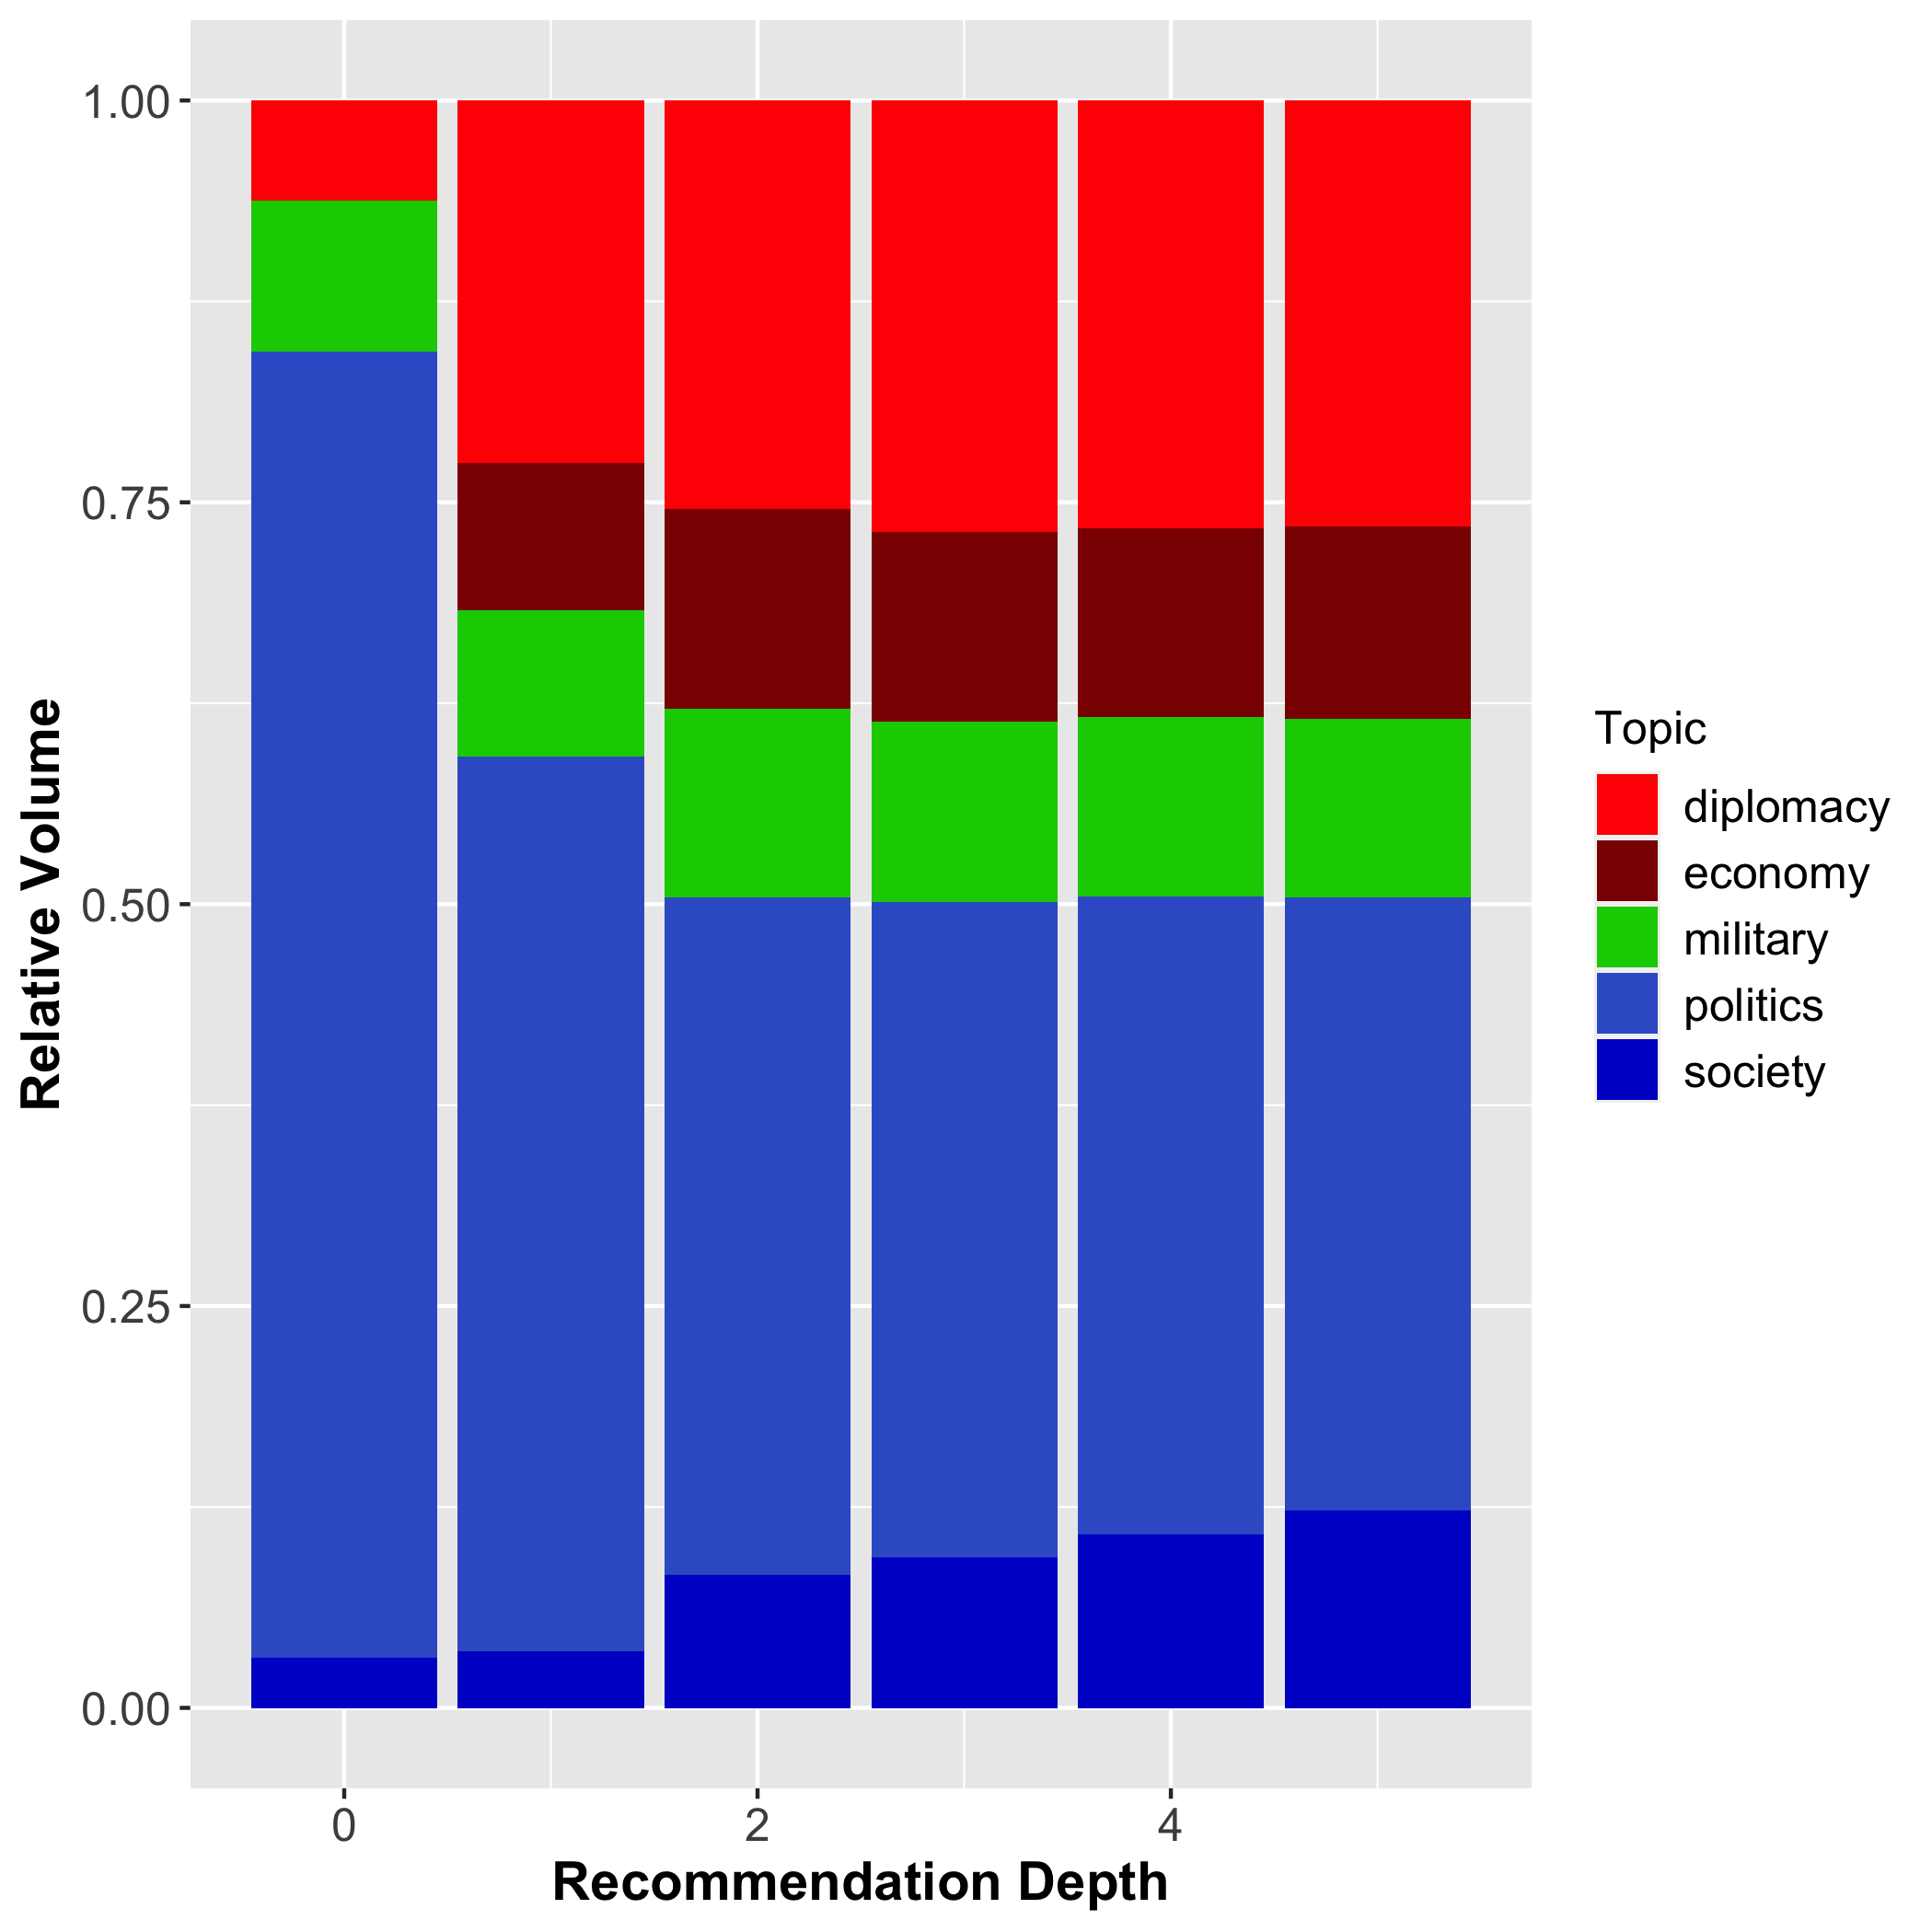 1.00
0.75
0.50
0.25
0.00
Relative Volume
0
2
4
Recommendation Depth
Topic
diplomacy
economy
military
politics
society